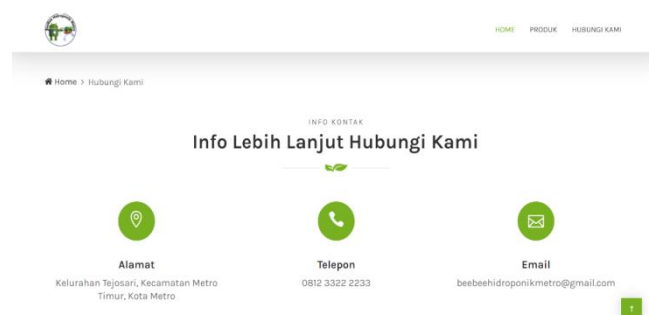 HOME PRODUK HUBUNGI KAMI
Home > Hubungi Kami
INFO KONTAK
Info Lebih Lanjut Hubungi Kami
Alamat
Kelurahan Tejosari, Kecamatan Metro
Timur, Kota Metro
Telepon
0812 3322 2233
Email
beebeehidroponikmetro@gmail.com